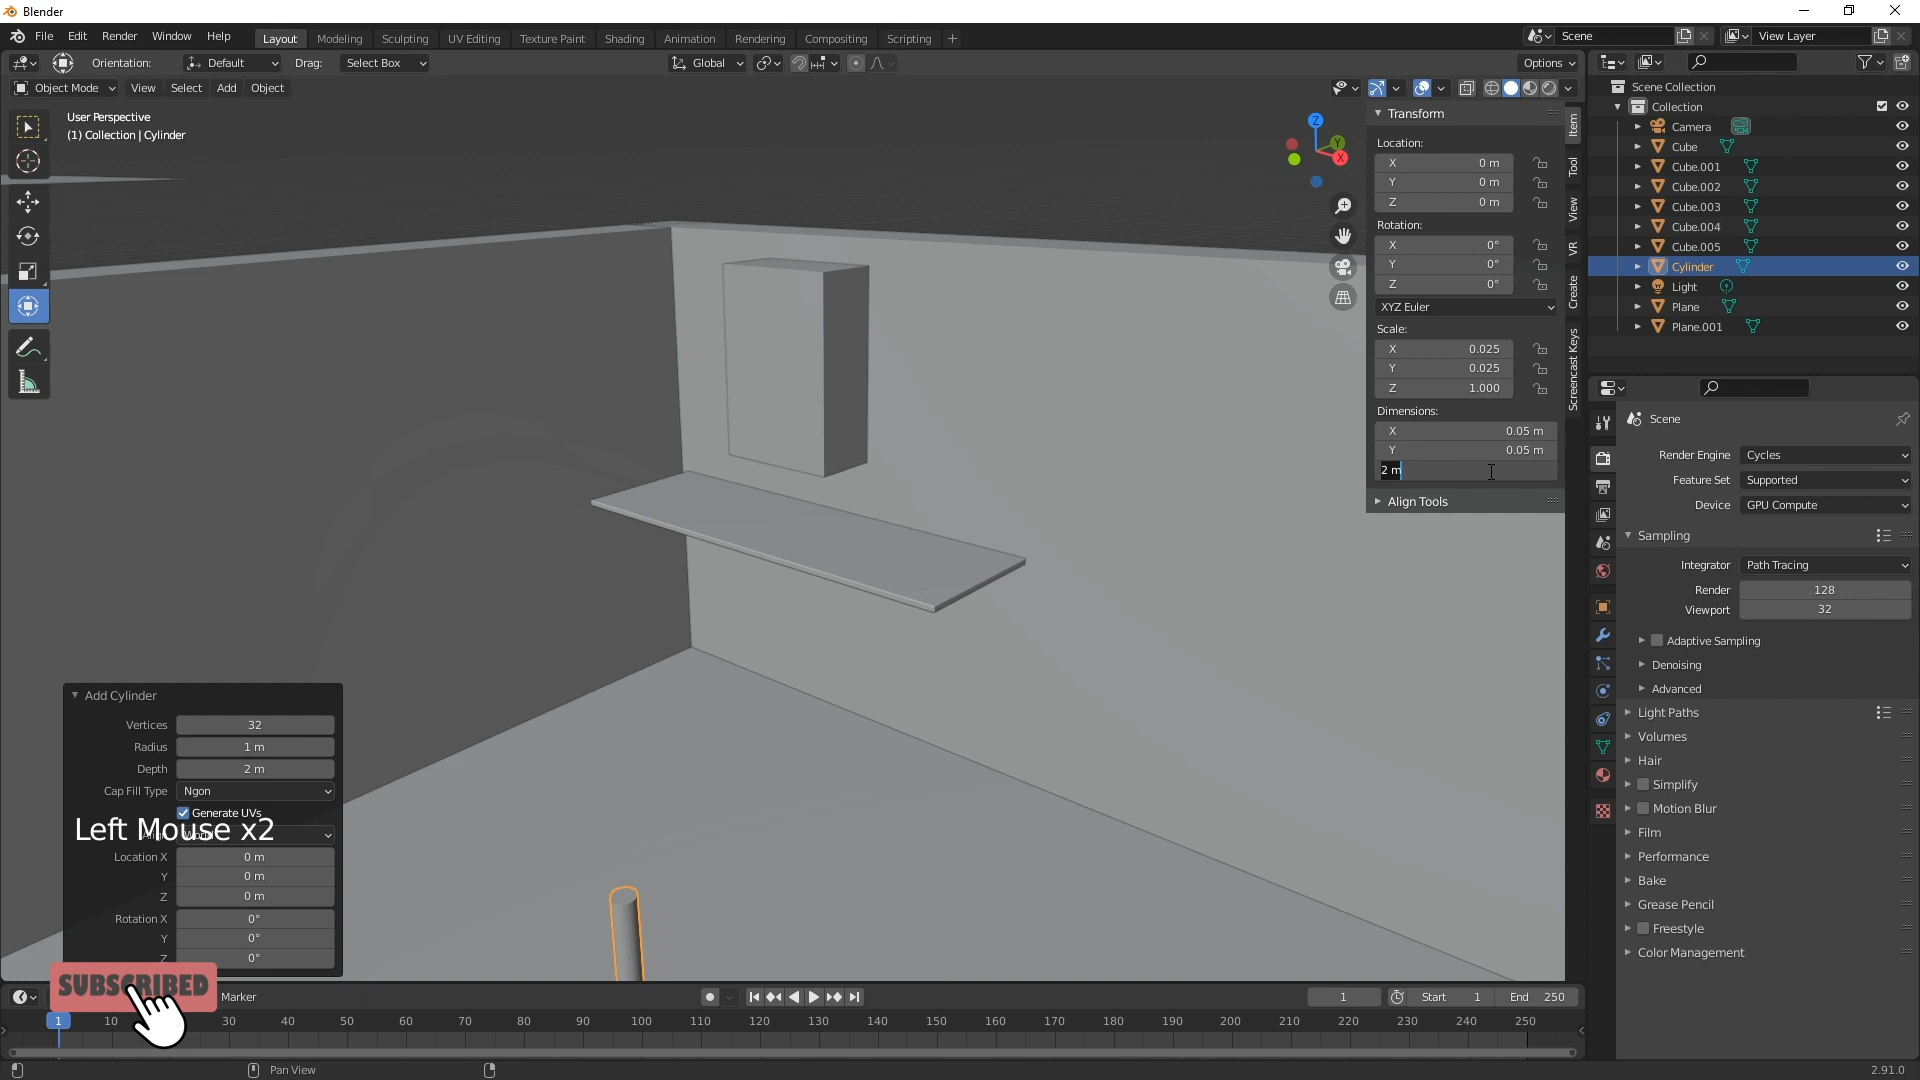 Blender
File Edit Render Window Help
Layout Modeling Sculpting UV Editing Texture Paint Shading Animation Rendering Compositing Scripting +
Scene
View Layer
Orientation: Default Drag: Select Box
Global
Options
Object Mode View Select Add Object
User Perspective
(1) Collection | Cylinder
Z
Y
X
Transform
Location:
X 0 m
Y 0 m
Z 0 m
Rotation:
X 0°
Y 0°
Z 0°
XYZ Euler
Scale:
X 0.025
Y 0.025
Z 1.000
Dimensions:
X 0.05 m
Y 0.05 m
2 m
Align Tools
Item
Tool
View
VR
Create
Screencast Keys
Scene Collection
Collection
Camera
Cube
Cube.001
Cube.002
Cube.003
Cube.004
Cube.005
Cylinder
Light
Plane
Plane.001
Scene
Render Engine Cycles
Feature Set Supported
Device GPU Compute
Sampling
Integrator Path Tracing
Render 128
Viewport 32
Adaptive Sampling
Denoising
Advanced
Light Paths
Volumes
Hair
Simplify
Motion Blur
Film
Performance
Bake
Grease Pencil
Freestyle
Color Management
Add Cylinder
Vertices 32
Radius 1 m
Depth 2 m
Cap Fill Type Ngon
Generate UVs
Left Mouse x2
Location X 0 m
Y 0 m
Z 0 m
Rotation X 0°
Y 0°
Z 0°
SUBSCRIBED
Marker
1
Start 1
End 250
1 10 30 40 50 60 70 80 90 100 110 120 130 140 150 160 170 180 190 200 210 220 230 240 250
Pan View
2.91.0